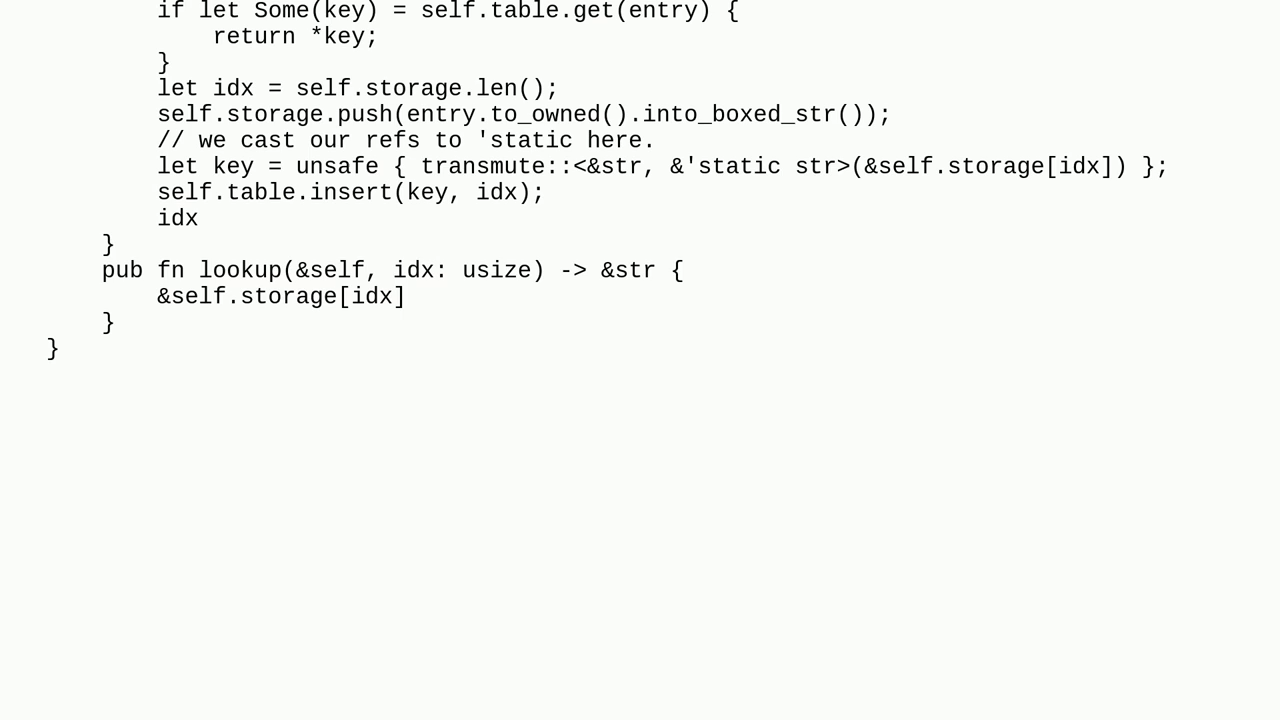 if let Some(key) = self.table.get(entry) {
return *key;
}
let idx = self.storage.len();
self.storage.push(entry.to_owned().into_boxed_str());
// we cast our refs to 'static here.
let key = unsafe { transmute::<&str, &'static str>(&self.storage[idx]) };
self.table.insert(key, idx);
idx
}
pub fn lookup(&self, idx: usize) -> &str {
&self.storage[idx]
}
}